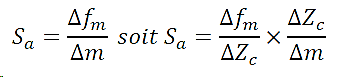 S_a = Δf_m / Δm soit S_a = Δf_m / ΔZ_c × ΔZ_c / Δm